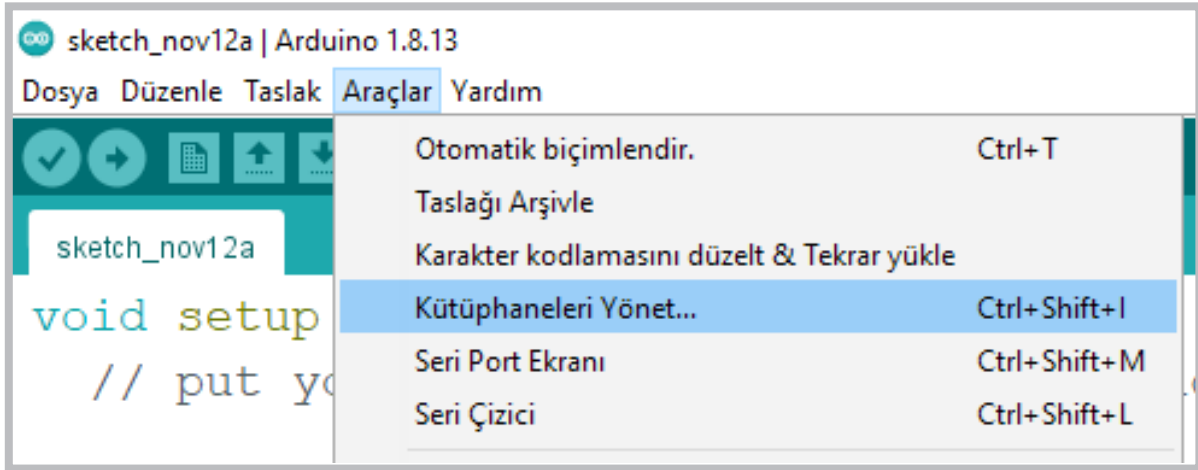 sketch_nov12a | Arduino 1.8.13
Dosya Düzenle Taslak Araçlar Yardım
Otomatik biçimlendir. Ctrl+T
Taslağı Arşivle
sketch_nov12a
Karakter kodlamasını düzelt & Tekrar yükle
void setup
Kütüphaneleri Yönet... Ctrl+Shift+I
Seri Port Ekranı Ctrl+Shift+M
// put yo
Seri Çizici Ctrl+Shift+L